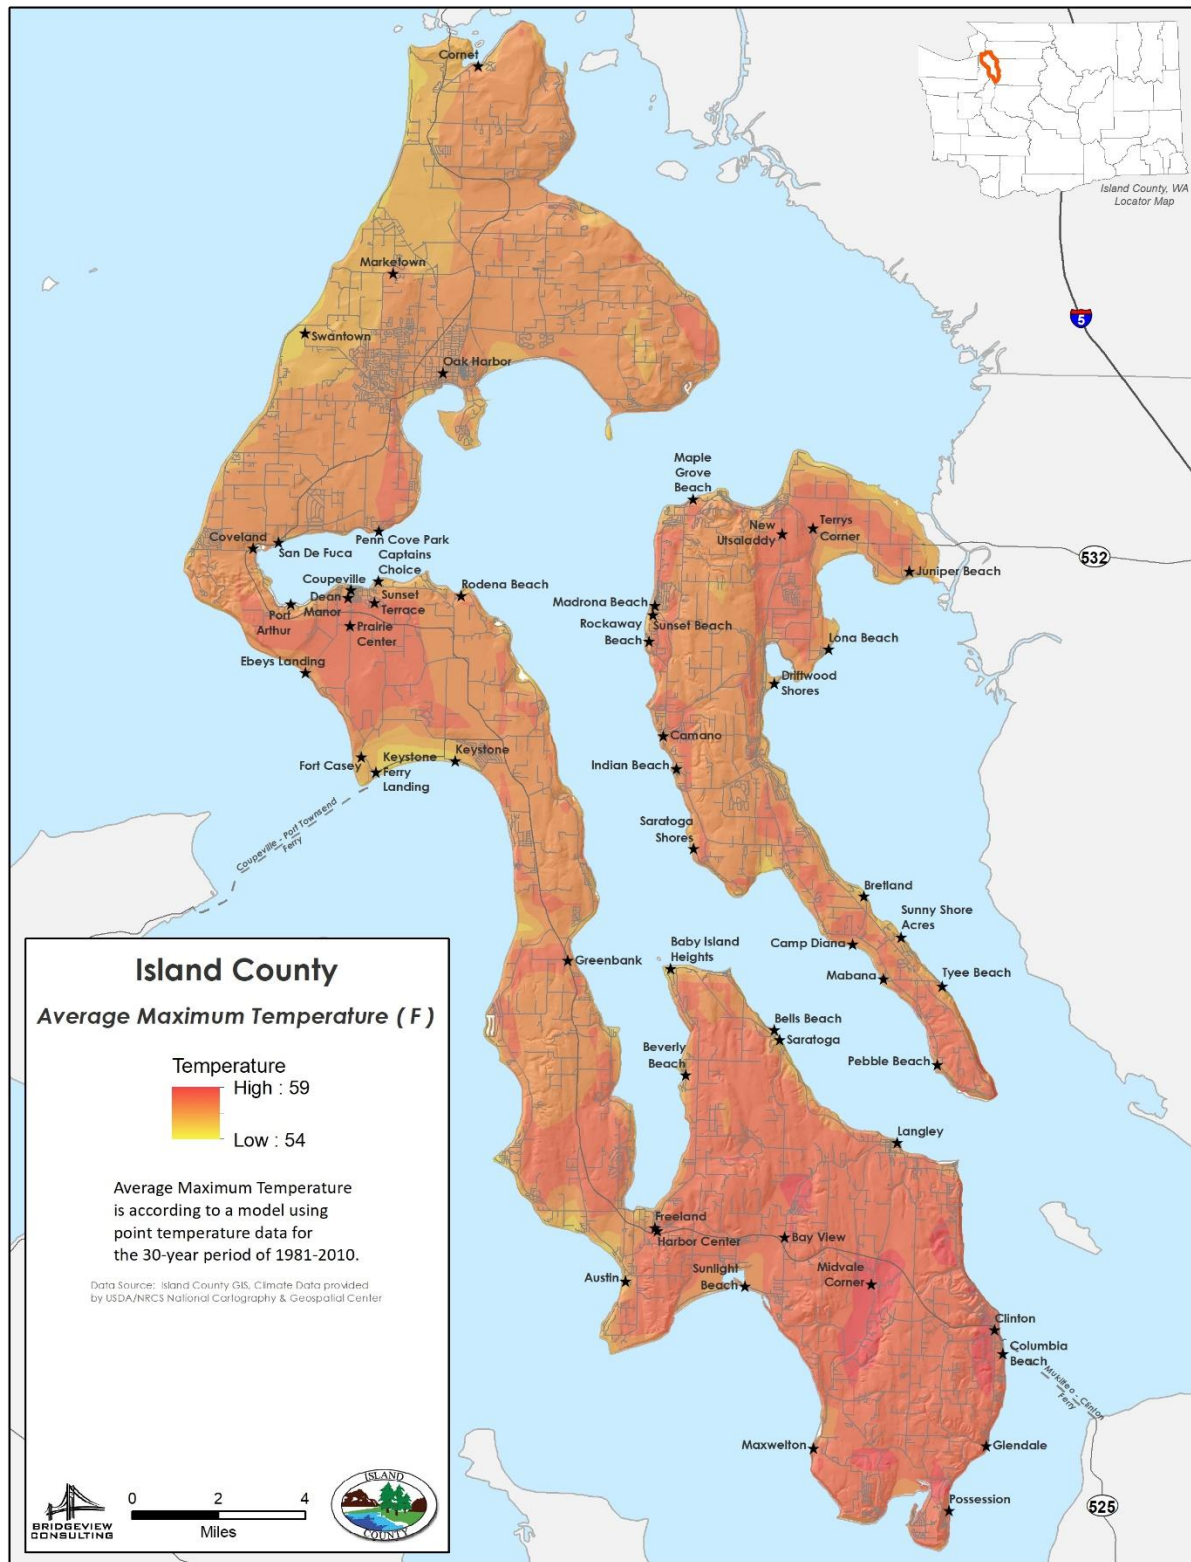 Cornet
Island County, WA
Locator Map
Marketown
5
Swantown
Oak Harbor
Maple
Grove
Beach
New
Utsaladdy
Terrys
Corner
Coveland
San De Fuca
Penn Cove Park
Captains
Choice
532
Coupeville
Juniper Beach
Dean
Manor
Sunset
Terrace
Rodena Beach
Port
Arthur
Prairie
Center
Madrona Beach
Sunset Beach
Rockaway
Beach
Lona Beach
Ebeys Landing
Driftwood
Shores
Camano
Fort Casey
Keystone
Ferry
Landing
Keystone
Indian Beach
Saratoga
Shores
Coupeville - Port Townsend
Ferry
Bretland
Sunny Shore
Acres
Camp Diana
Baby Island
Heights
Greenbank
Mabana
Tyee Beach
Bells Beach
Saratoga
Beverly
Beach
Pebble Beach
Langley
Freeland
Harbor Center
Bay View
Austin
Sunlight
Beach
Midvale
Corner
Clinton
Columbia
Beach
Mukilteo - Clinton
Ferry
Maxwelton
Glendale
Possession
525
Island County
Average Maximum Temperature ( F )
Temperature
High : 59
Low : 54
Average Maximum Temperature
is according to a model using
point temperature data for
the 30-year period of 1981-2010.
Data Source: Island County GIS, Climate Data provided
by USDA/NRCS National Cartography & Geospatial Center
BRIDGEVIEW
CONSULTING
0 2 4
Miles
ISLAND
COUNTY